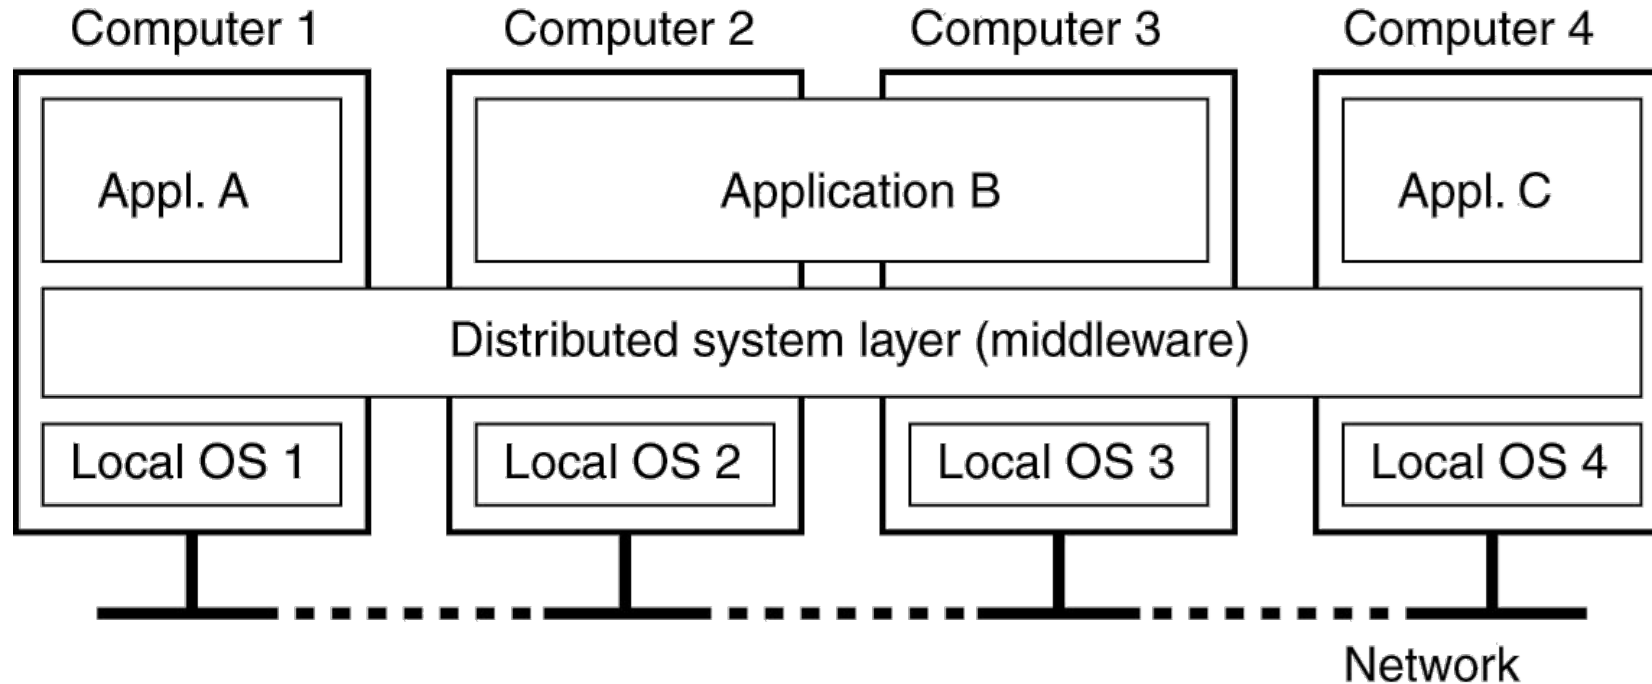 Computer 1
Computer 2
Computer 3
Computer 4
Appl. A
Application B
Appl. C
Distributed system layer (middleware)
Local OS 1
Local OS 2
Local OS 3
Local OS 4
Network